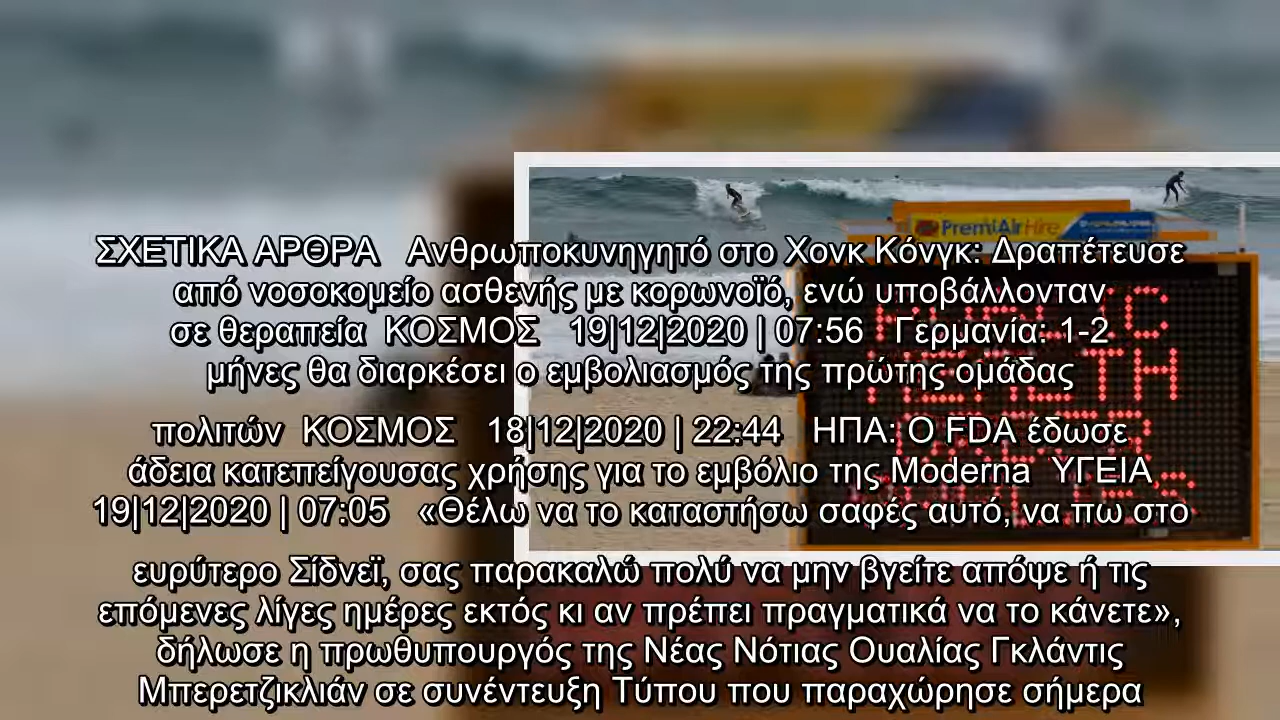 PremiAir Hire
ΣΧΕΤΙΚΑ ΑΡΘΡΑ Ανθρωποκυνηγητό στο Χονκ Κόνγκ: Δραπέτευσε
από νοσοκομείο ασθενής με κορωνοϊό, ενώ υποβάλλονταν
σε θεραπεία ΚΟΣΜΟΣ 19|12|2020 | 07:56 Γερμανία: 1-2
μήνες θα διαρκέσει ο εμβολιασμός της πρώτης ομάδας
πολιτών ΚΟΣΜΟΣ 18|12|2020 | 22:44 ΗΠΑ: Ο FDA έδωσε
άδεια κατεπείγουσας χρήσης για το εμβόλιο της Moderna ΥΓΕΙΑ
19|12|2020 | 07:05 «Θέλω να το καταστήσω σαφές αυτό, να πω στο
ευρύτερο Σίδνεϊ, σας παρακαλώ πολύ να μην βγείτε απόψε ή τις
επόμενες λίγες ημέρες εκτός κι αν πρέπει πραγματικά να το κάνετε»,
δήλωσε η πρωθυπουργός της Νέας Νότιας Ουαλίας Γκλάντις
Μπερετζικλιάν σε συνέντευξη Τύπου που παραχώρησε σήμερα